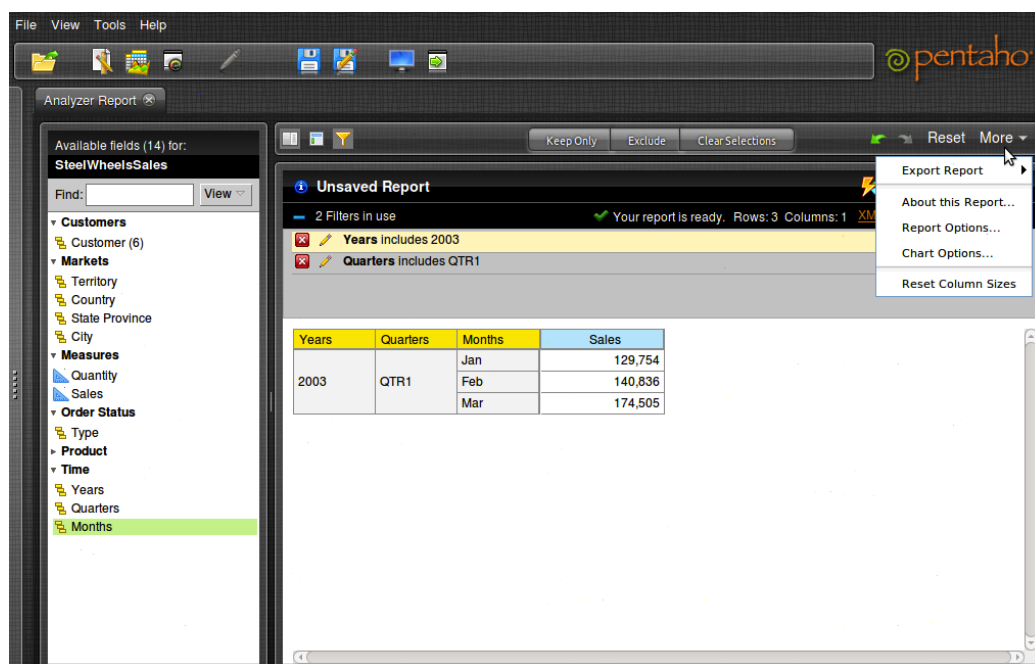 File View Tools Help
pentaho
Analyzer Report
Available fields (14) for:
SteelWheelsSales
Find:
View
Customers
Customer (6)
Markets
Territory
Country
State Province
City
Measures
Quantity
Sales
Order Status
Type
Product
Time
Years
Quarters
Months
Keep Only Exclude Clear Selections
Reset More
Unsaved Report
2 Filters in use
Your report is ready. Rows: 3 Columns: 1 XM
Years includes 2003
Quarters includes QTR1
Export Report
About this Report...
Report Options...
Chart Options...
Reset Column Sizes
Years Quarters Months Sales
2003 QTR1 Jan 129,754
Feb 140,836
Mar 174,505